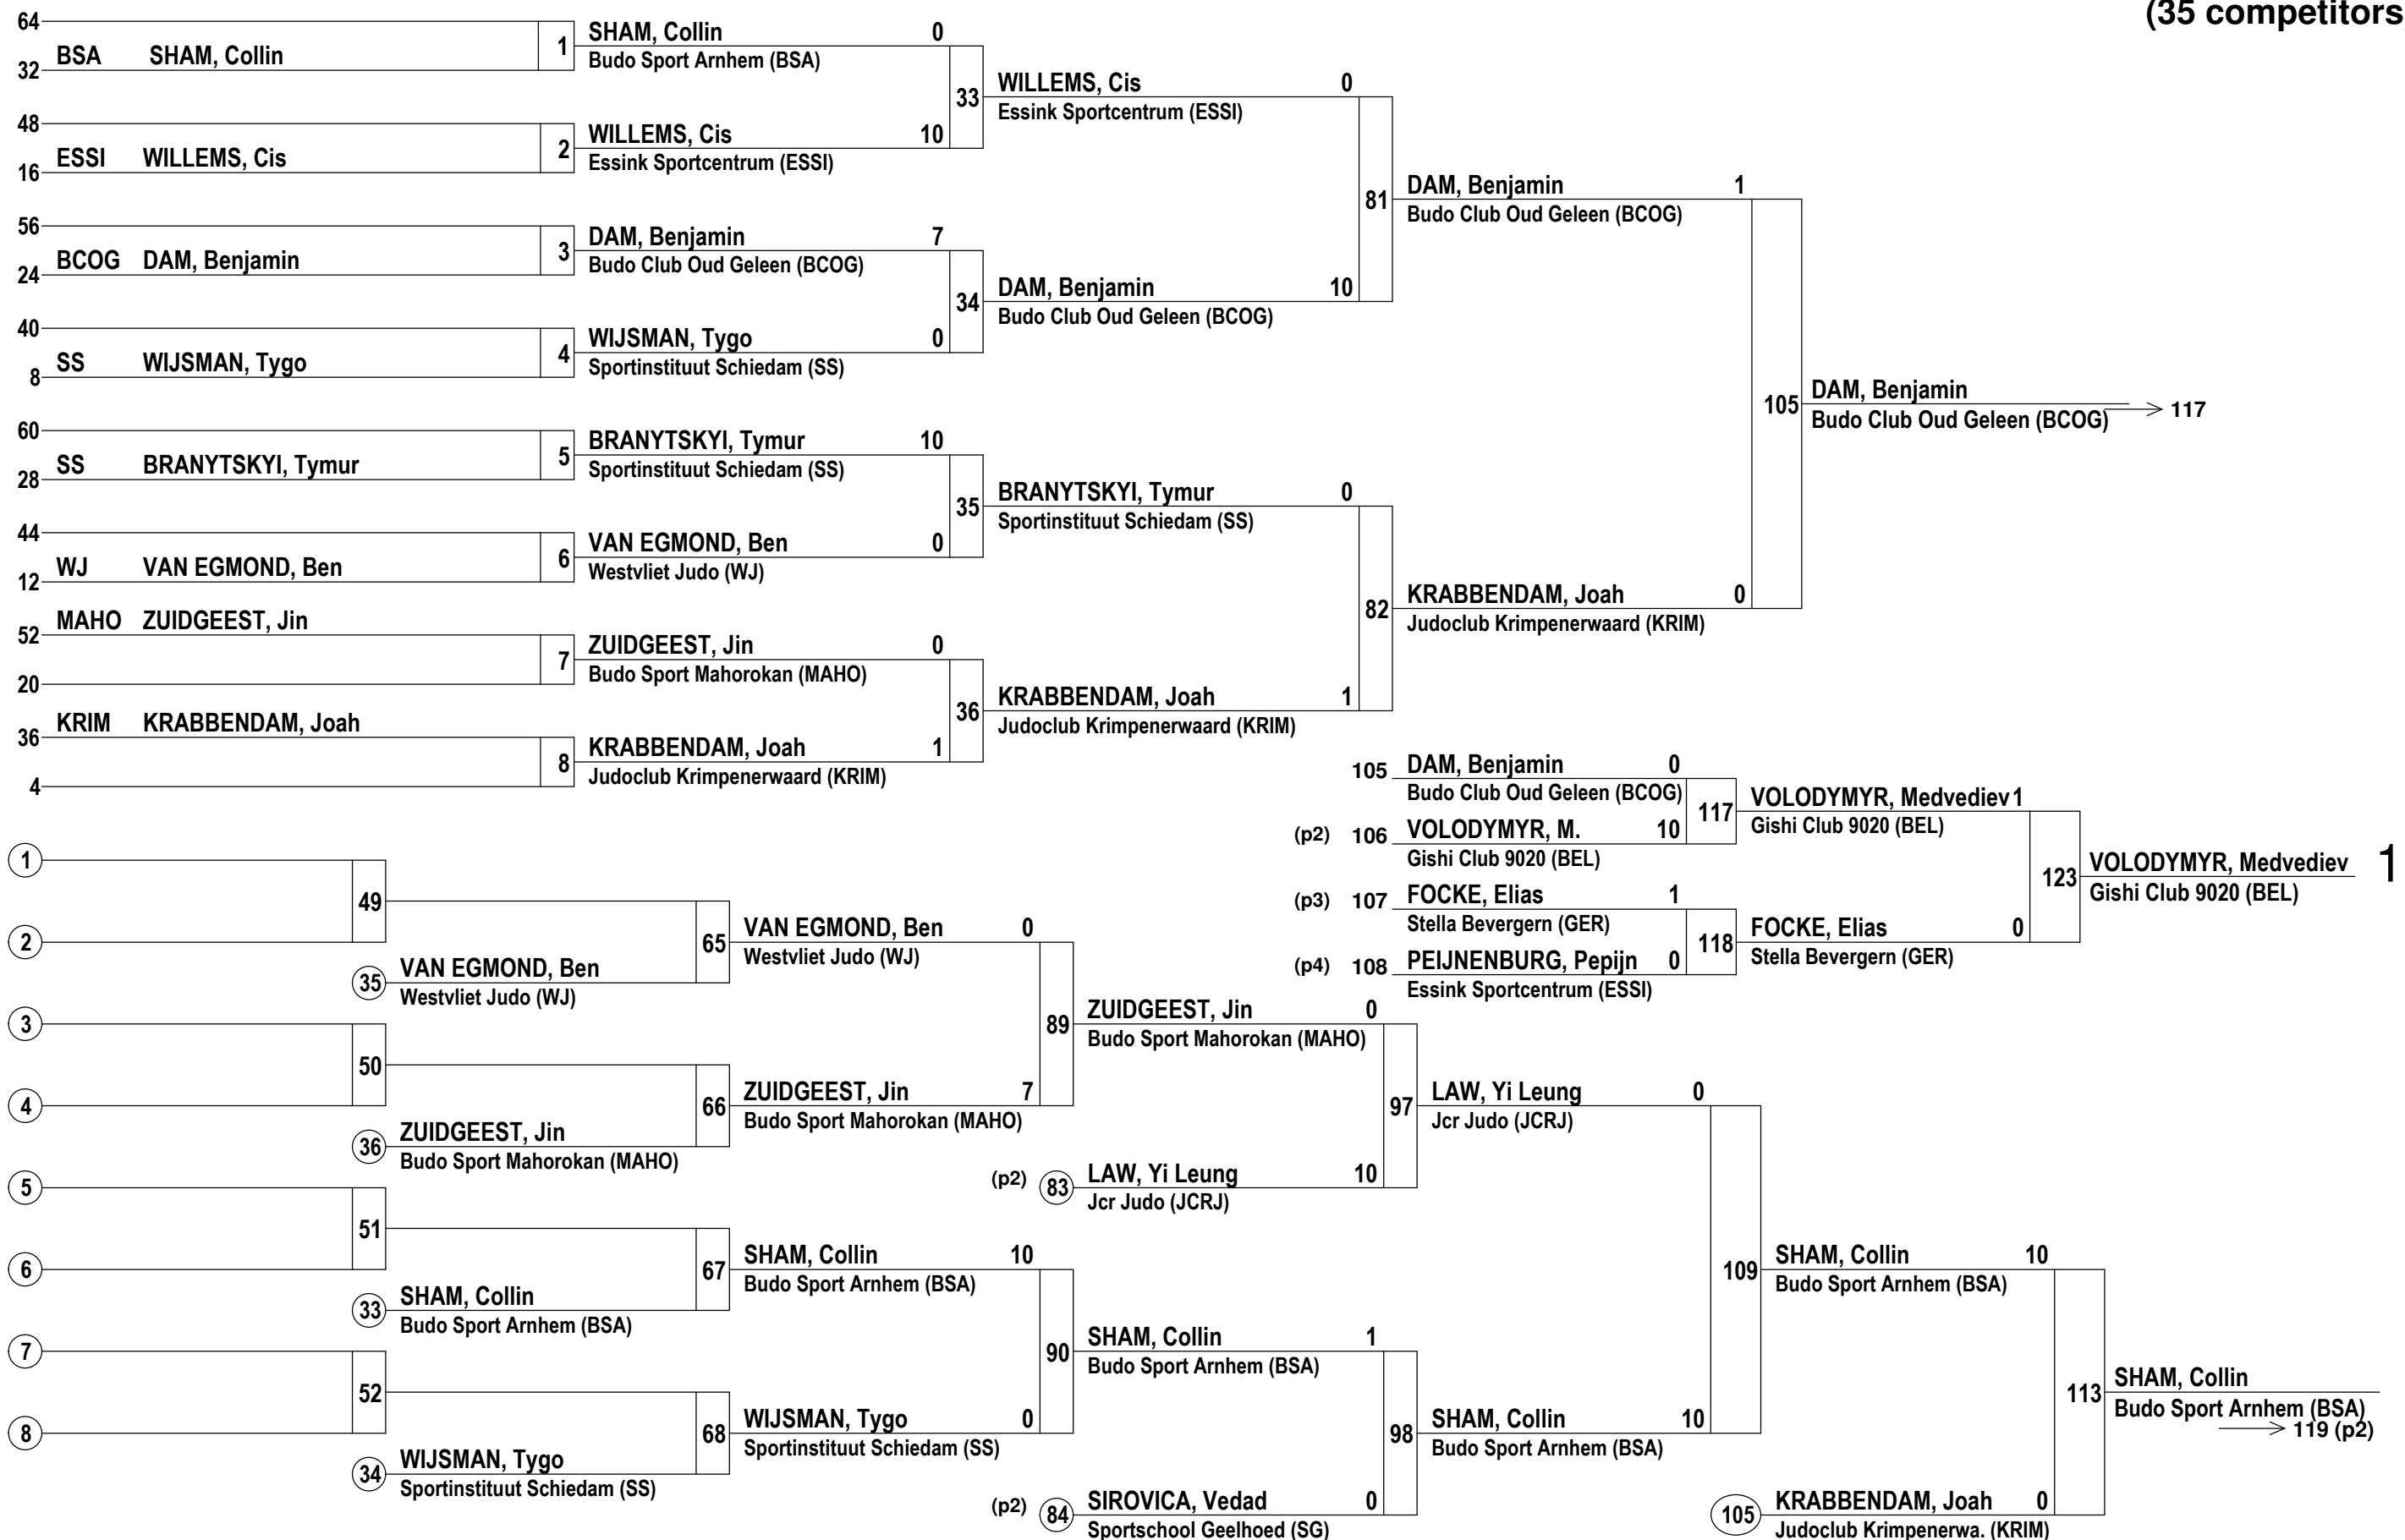 (35 competitors
64
BSA SHAM, Collin
32
1
SHAM, Collin 0
Budo Sport Arnhem (BSA)
33
WILLEMS, Cis 0
Essink Sportcentrum (ESSI)
48
ESSI WILLEMS, Cis
16
2
WILLEMS, Cis 10
Essink Sportcentrum (ESSI)
81
DAM, Benjamin 1
Budo Club Oud Geleen (BCOG)
56
BCOG DAM, Benjamin
24
3
DAM, Benjamin 7
Budo Club Oud Geleen (BCOG)
34
DAM, Benjamin 10
Budo Club Oud Geleen (BCOG)
40
SS WIJSMAN, Tygo
8
4
WIJSMAN, Tygo 0
Sportinstituut Schiedam (SS)
105
DAM, Benjamin
Budo Club Oud Geleen (BCOG)
117
60
SS BRANYTSKYI, Tymur
28
5
BRANYTSKYI, Tymur 10
Sportinstituut Schiedam (SS)
35
BRANYTSKYI, Tymur 0
Sportinstituut Schiedam (SS)
44
WJ VAN EGMOND, Ben
12
6
VAN EGMOND, Ben 0
Westvliet Judo (WJ)
82
KRABBENDAM, Joah 0
Judoclub Krimpenerwaard (KRIM)
MAHO ZUIDGEEST, Jin
52
20
7
ZUIDGEEST, Jin 0
Budo Sport Mahorokan (MAHO)
36
KRABBENDAM, Joah 1
Judoclub Krimpenerwaard (KRIM)
KRIM KRABBENDAM, Joah
36
4
8
KRABBENDAM, Joah 1
Judoclub Krimpenerwaard (KRIM)
105 DAM, Benjamin 0
Budo Club Oud Geleen (BCOG)
117
VOLODYMYR, Medvediev 1
Gishi Club 9020 (BEL)
(p2) 106 VOLODYMYR, M. 10
Gishi Club 9020 (BEL)
123
VOLODYMYR, Medvediev 1
Gishi Club 9020 (BEL)
(p3) 107 FOCKE, Elias 1
Stella Bevergern (GER)
118
FOCKE, Elias 0
Stella Bevergern (GER)
(p4) 108 PEIJNENBURG, Pepijn 0
Essink Sportcentrum (ESSI)
1
2
49
65
VAN EGMOND, Ben 0
Westvliet Judo (WJ)
35 VAN EGMOND, Ben
Westvliet Judo (WJ)
89
ZUIDGEEST, Jin 0
Budo Sport Mahorokan (MAHO)
3
4
50
66
ZUIDGEEST, Jin 7
Budo Sport Mahorokan (MAHO)
36 ZUIDGEEST, Jin
Budo Sport Mahorokan (MAHO)
97
LAW, Yi Leung 0
Jcr Judo (JCRJ)
(p2) 83 LAW, Yi Leung 10
Jcr Judo (JCRJ)
5
6
51
67
SHAM, Collin 10
Budo Sport Arnhem (BSA)
33 SHAM, Collin
Budo Sport Arnhem (BSA)
109
SHAM, Collin 10
Budo Sport Arnhem (BSA)
90
SHAM, Collin 1
Budo Sport Arnhem (BSA)
7
8
52
68
WIJSMAN, Tygo 0
Sportinstituut Schiedam (SS)
34 WIJSMAN, Tygo
Sportinstituut Schiedam (SS)
98
SHAM, Collin 10
Budo Sport Arnhem (BSA)
(p2) 84 SIROVICA, Vedad 0
Sportschool Geelhoed (SG)
113
SHAM, Collin
Budo Sport Arnhem (BSA)
119 (p2)
105 KRABBENDAM, Joah 0
Judoclub Krimpenerwa. (KRIM)